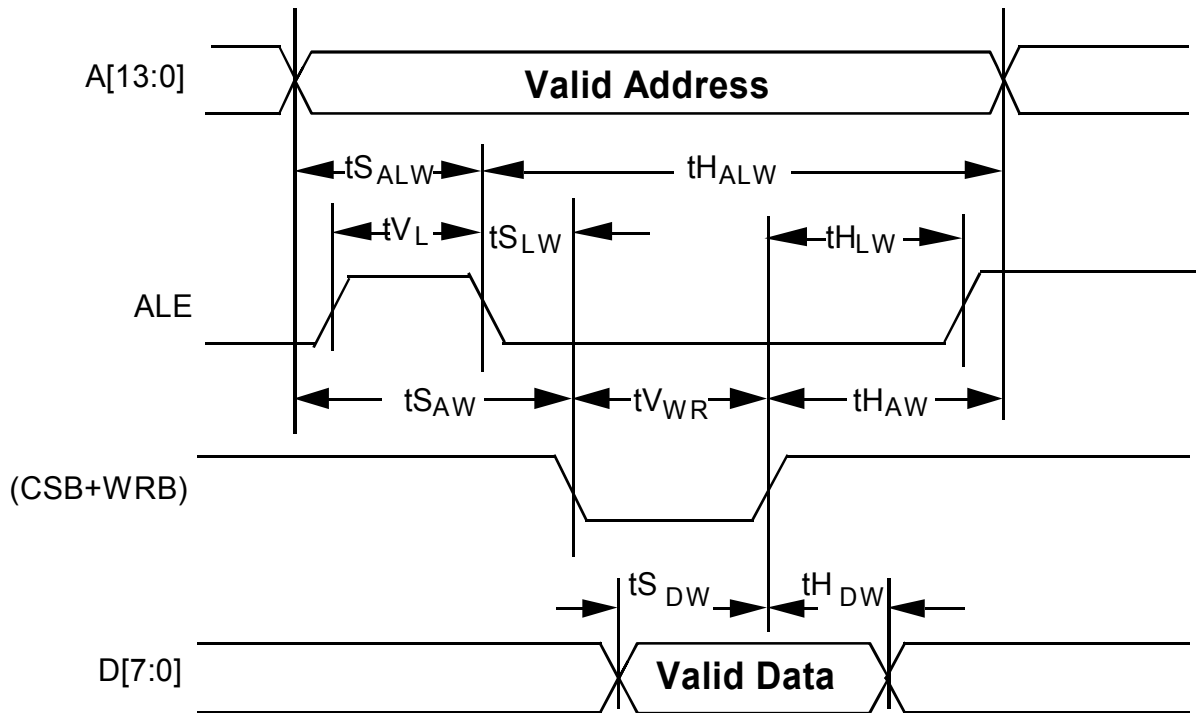 A[13:0]
Valid Address
tSALW
tHALW
tVL
tSLW
tHLW
ALE
tSAW
tVWR
tHAW
(CSB+WRB)
tS DW
tH DW
D[7:0]
Valid Data